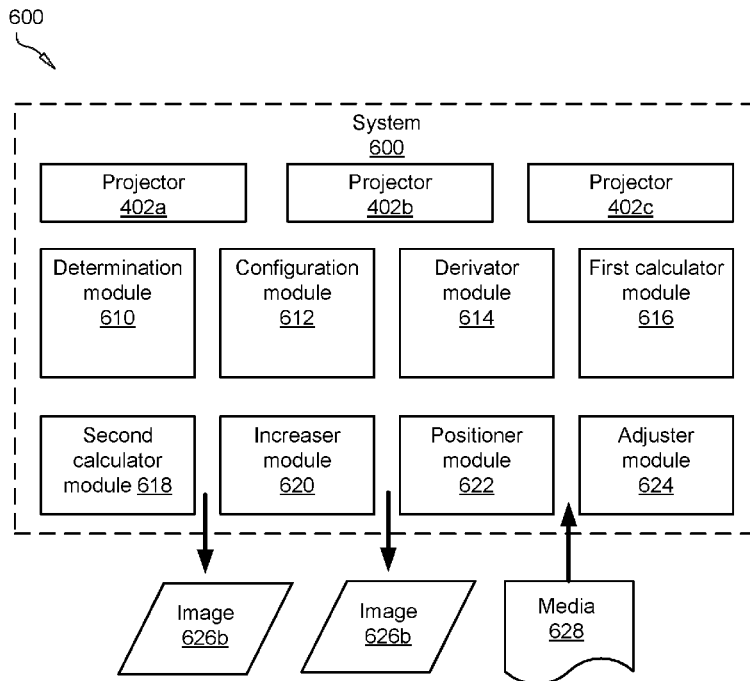 600
System
600
Projector
402a
Projector
402b
Projector
402c
Determination
module
610
Configuration
module
612
Derivator
module
614
First calculator
module
616
Second
calculator
module 618
Increaser
module
620
Positioner
module
622
Adjuster
module
624
Image
626b
Image
626b
Media
628